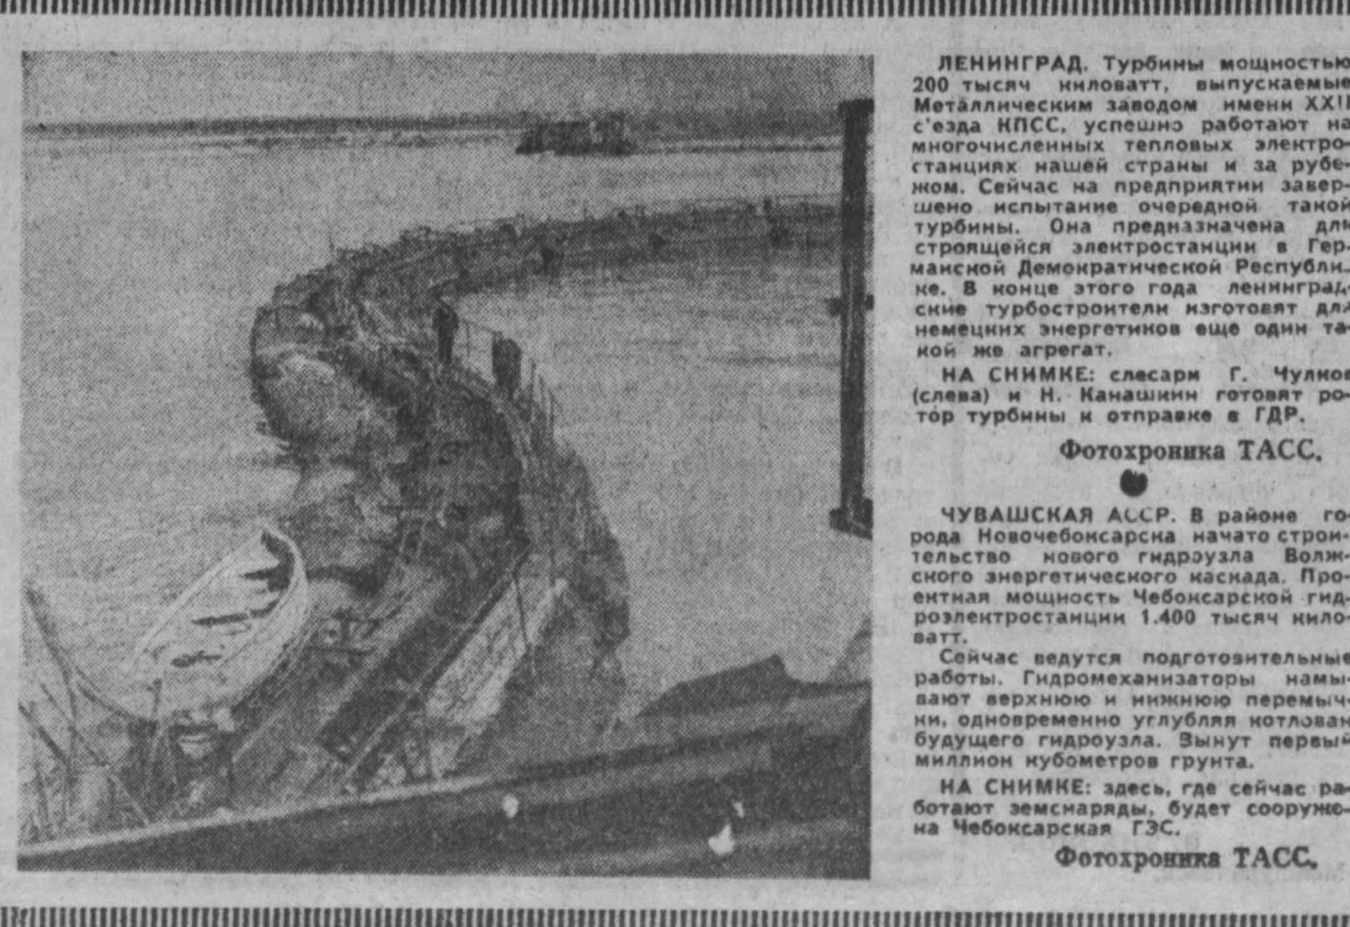 ЛЕНИНГРАД. Турбины мощностью
200 тысяч киловатт, выпускаемые
Металлическим заводом имени XXII
с'езда КПСС, успешно работают на
многочисленных тепловых электро-
станциях нашей страны и за рубе-
жом. Сейчас на предприятии завер-
шено испытание очередной такой
турбины. Она предназначена для
строящейся электростанции в Гер-
манской Демократической Республи-
ке. В конце этого года ленинград-
ские турбостроители изготовят для
немецких энергетиков еще один та-
кой же агрегат.
НА СНИМКЕ: слесари Г. Чулков
(слева) и Н. Канашкин готовят ро-
тор турбины к отправке в ГДР.
Фотохроника ТАСС.
ЧУВАШСКАЯ АССР. В районе го-
рода Новочебоксарска начато строи-
тельство нового гидроузла Волж-
ского энергетического каскада. Про-
ектная мощность Чебоксарской гид-
роэлектростанции 1.400 тысяч кило-
ватт.
Сейчас ведутся подготовительные
работы. Гидромеханизаторы намы-
вают верхнюю и нижнюю перемыч-
ки, одновременно углубляя котлован
будущего гидроузла. Вынут первый
миллион кубометров грунта.
НА СНИМКЕ: здесь, где сейчас ра-
ботают земснаряды, будет сооруже-
на Чебоксарская ГЭС.
Фотохроника ТАСС.